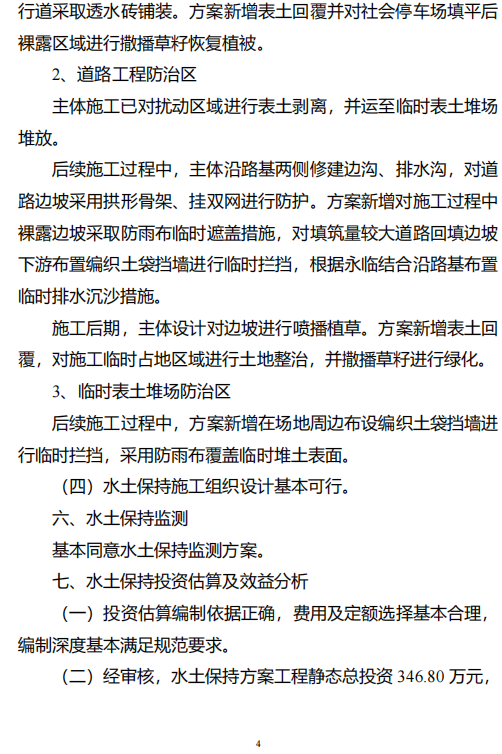 行道采取透水砖铺装。方案新增表土回覆并对社会停车场填平后
裸露区域进行撒播草籽恢复植被。
2、道路工程防治区
主体施工已对扰动区域进行表土剥离，并运至临时表土堆场
堆放。
后续施工过程中，主体沿路基两侧修建边沟、排水沟，对道
路边坡采用拱形骨架、挂双网进行防护。方案新增对施工过程中
裸露边坡采取防雨布临时遮盖措施，对填筑量较大道路回填边坡
下游布置编织土袋挡墙进行临时拦挡，根据永临结合沿路基布置
临时排水沉沙措施。
施工后期，主体设计对边坡进行喷播植草。方案新增表土回
覆，对施工临时占地区域进行土地整治，并撒播草籽进行绿化。
3、临时表土堆场防治区
后续施工过程中，方案新增在场地周边布设编织土袋挡墙进
行临时拦挡，采用防雨布覆盖临时堆土表面。
（四）水土保持施工组织设计基本可行。
六、水土保持监测
基本同意水土保持监测方案。
七、水土保持投资估算及效益分析
（一）投资估算编制依据正确，费用及定额选择基本合理，
编制深度基本满足规范要求。
（二）经审核，水土保持方案工程静态总投资 346.80 万元，
4